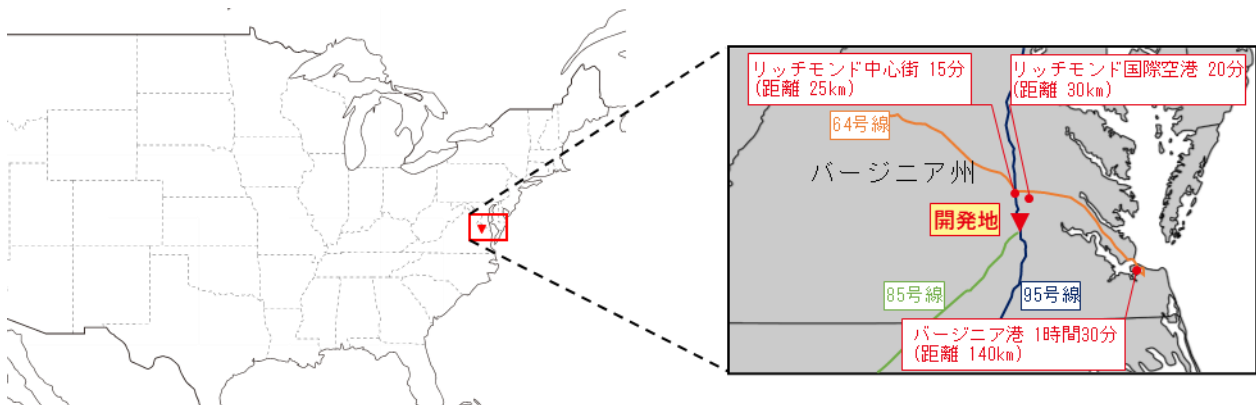 リッチモンド中心街 15分
(距離 25km)
リッチモンド国際空港 20分
(距離 30km)
64号線
バージニア州
開発地
85号線
95号線
バージニア港 1時間30分
(距離 140km)